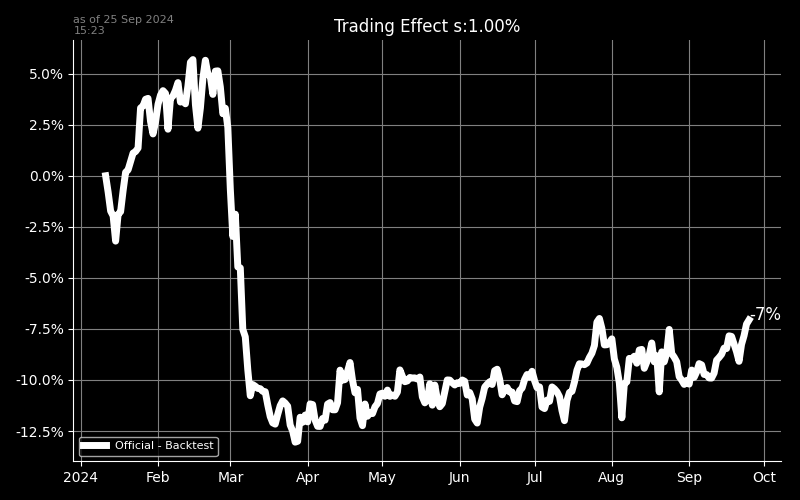 as of 25 Sep 2024
15:23
Trading Effect s:1.00%
5.0%
2.5%
0.0%
-2.5%
-5.0%
-7.5%
-10.0%
-12.5%
-7%
Official - Backtest
2024 Feb Mar Apr May Jun Jul Aug Sep Oct